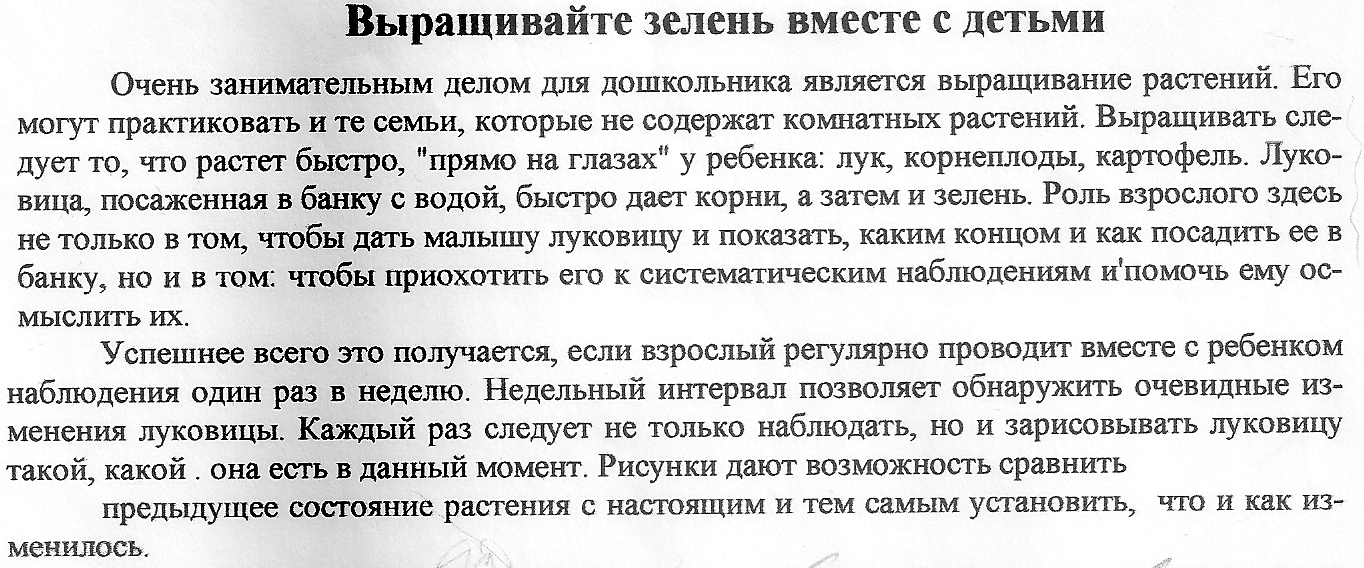 Выращивайте зелень вместе с детьми
Очень занимательным делом для дошкольника является выращивание растений. Его
могут практиковать и те семьи, которые не содержат комнатных растений. Выращивать сле-
дует то, что растет быстро, "прямо на глазах" у ребенка: лук, корнеплоды, картофель. Луко-
вица, посаженная в банку с водой, быстро дает корни, а затем и зелень. Роль взрослого здесь
не только в том, чтобы дать малышу луковицу и показать, каким концом и как посадить ее в
банку, но и в том: чтобы приохотить его к систематическим наблюдениям и'помочь ему ос-
мыслить их.
Успешнее всего это получается, если взрослый регулярно проводит вместе с ребенком
наблюдения один раз в неделю. Недельный интервал позволяет обнаружить очевидные из-
менения луковицы. Каждый раз следует не только наблюдать, но и зарисовывать луковицу
такой, какой . она есть в данный момент. Рисунки дают возможность сравнить
предыдущее состояние растения с настоящим и тем самым установить, что и как из-
менилось.